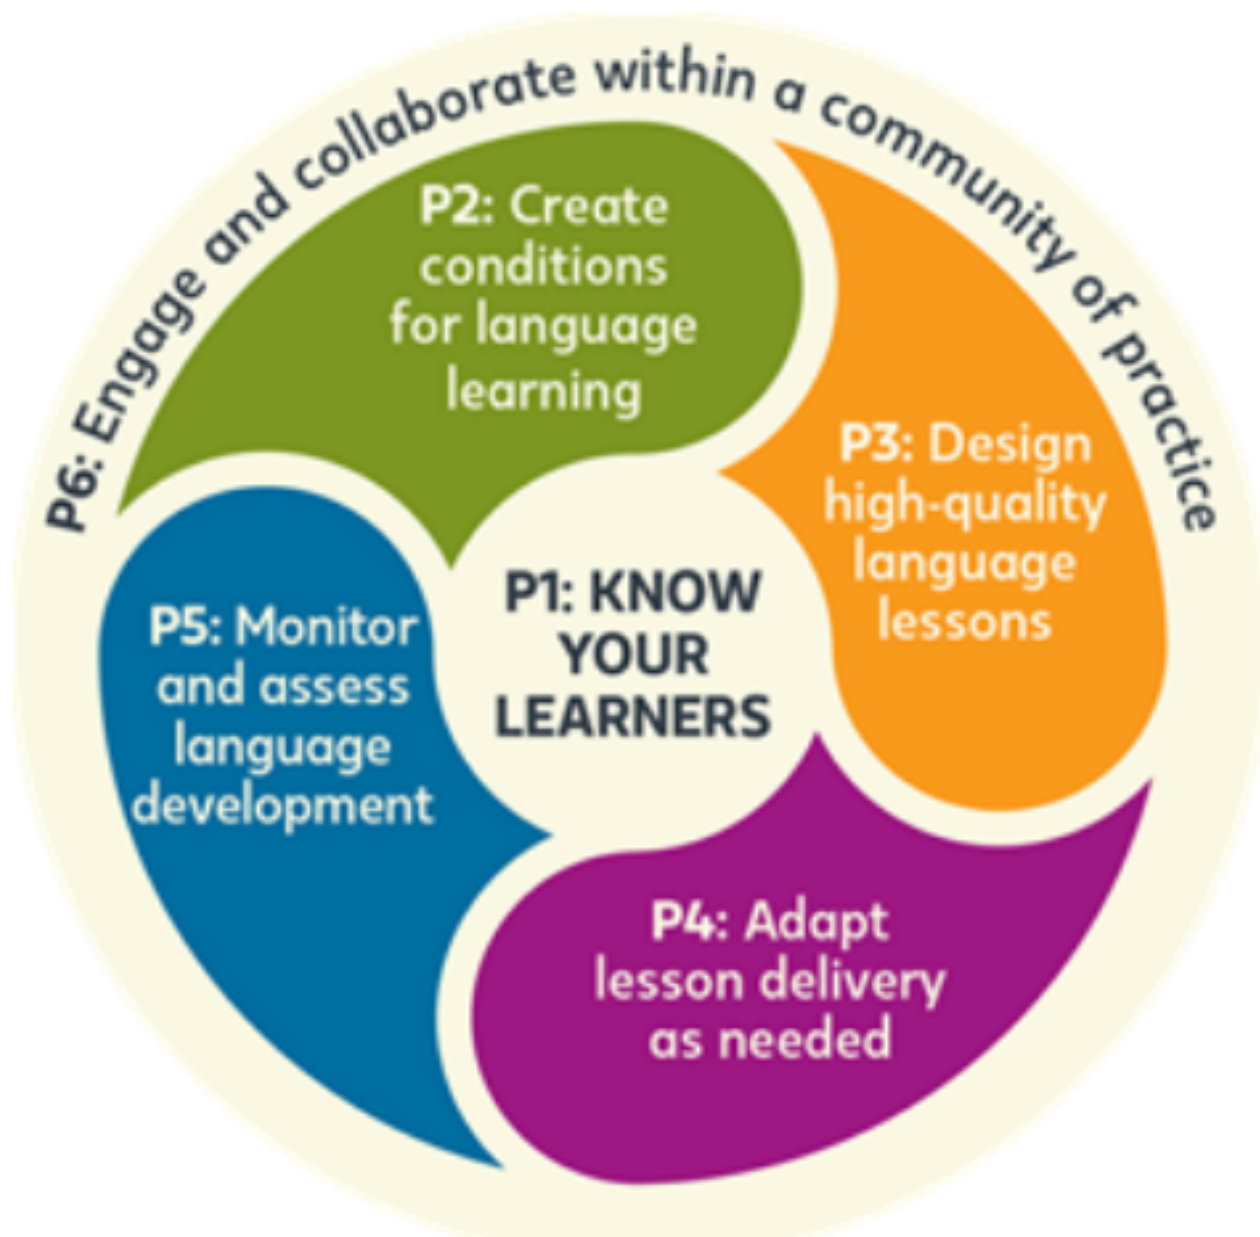 P6: Engage and collaborate within a community of practice
P2: Create
conditions
for language
learning
P3: Design
high-quality
language
lessons
P1: KNOW
YOUR
LEARNERS
P5: Monitor
and assess
language
development
P4: Adapt
lesson delivery
as needed